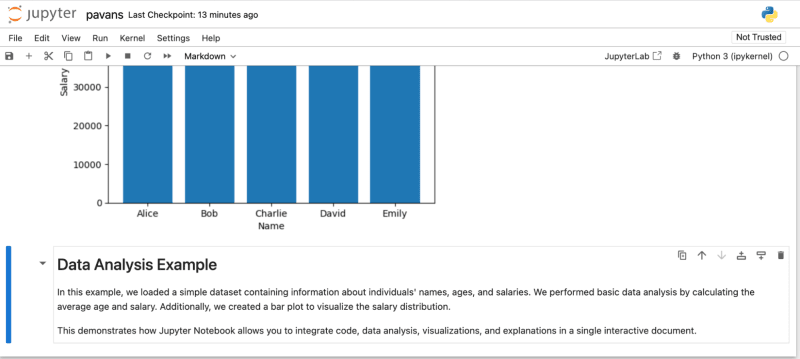 jupyter pavans Last Checkpoint: 13 minutes ago
File Edit View Run Kernel Settings Help Not Trusted
Markdown JupyterLab Python 3 (ipykernel)
Salary
30000
20000
10000
0
Alice Bob Charlie David Emily
Name
Data Analysis Example
In this example, we loaded a simple dataset containing information about individuals' names, ages, and salaries. We performed basic data analysis by calculating the
average age and salary. Additionally, we created a bar plot to visualize the salary distribution.
This demonstrates how Jupyter Notebook allows you to integrate code, data analysis, visualizations, and explanations in a single interactive document.